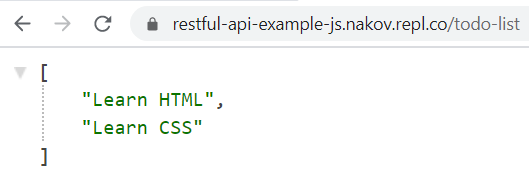 restful-api-example-js.nakov.repl.co/todo-list
[
"Learn HTML",
"Learn CSS"
]